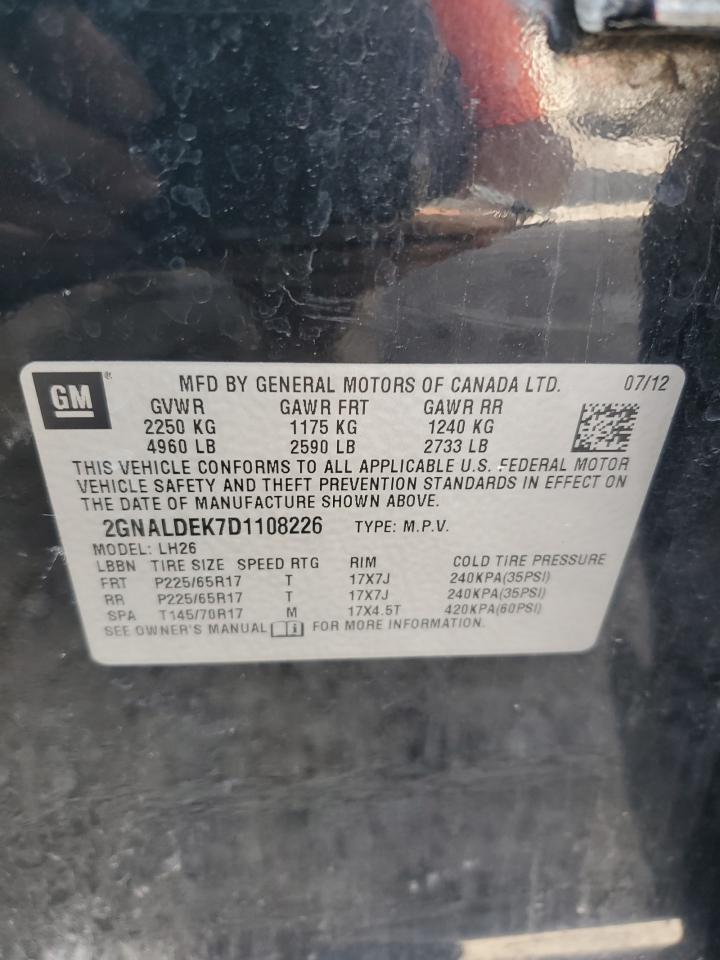 GM® MFD BY GENERAL MOTORS OF CANADA LTD. 07/12
GVWR GAWR FRT GAWR RR
2250 KG 1175 KG 1240 KG
4960 LB 2590 LB 2733 LB
THIS VEHICLE CONFORMS TO ALL APPLICABLE U.S. FEDERAL MOTOR
VEHICLE SAFETY AND THEFT PREVENTION STANDARDS IN EFFECT ON
THE DATE OF MANUFACTURE SHOWN ABOVE.
2GNALDEK7D1108226 TYPE: M.P.V.
MODEL: LH26
LBBN TIRE SIZE SPEED RTG RIM COLD TIRE PRESSURE
FRT P225/65R17 T 17X7J 240KPA(35PSI)
RR P225/65R17 T 17X7J 240KPA(35PSI)
SPA T145/70R17 M 17X4.5T 420KPA(60PSI)
SEE OWNER'S MANUAL i FOR MORE INFORMATION.